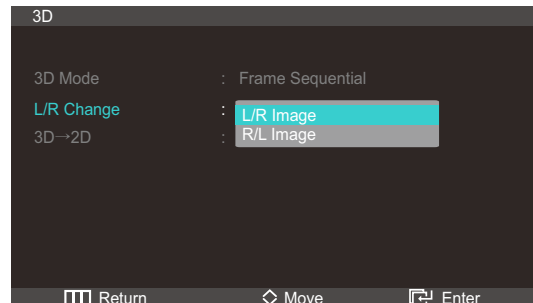 3D
3D Mode : Frame Sequential
L/R Change : L/R Image
R/L Image
3D→2D :
Return Move Enter